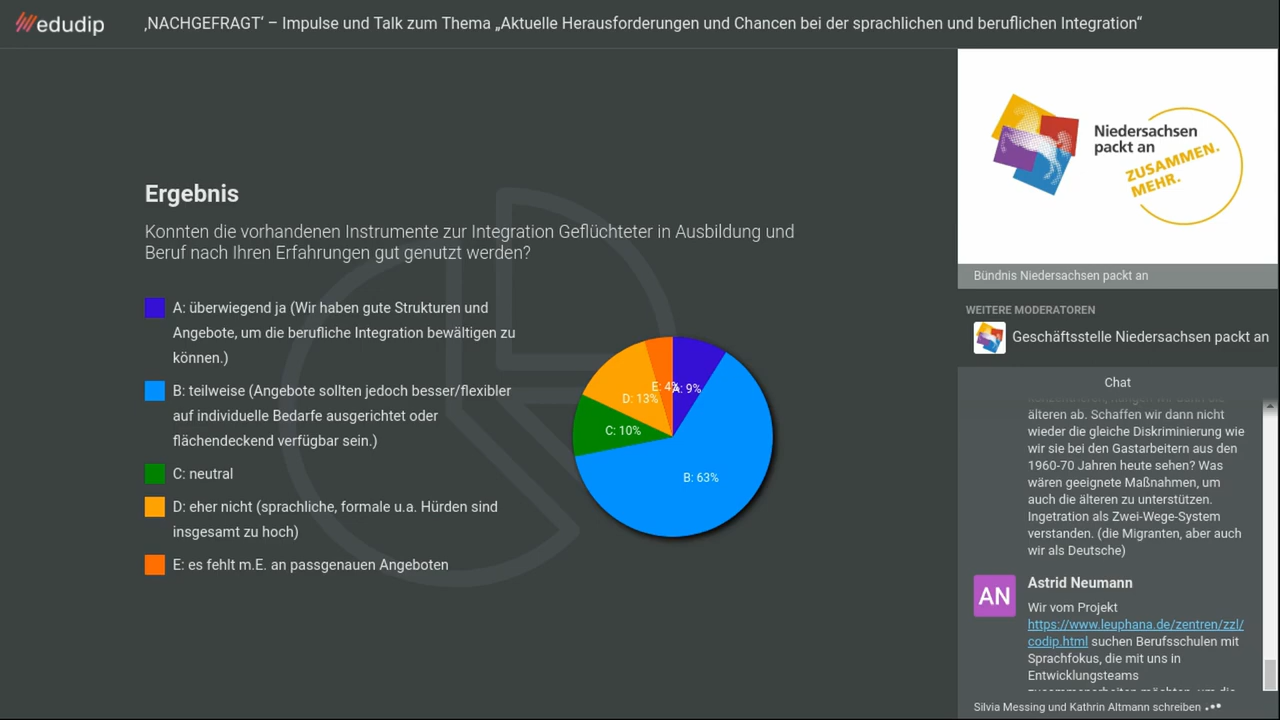 edudip
‚NACHGEFRAGT‘ – Impulse und Talk zum Thema „Aktuelle Herausforderungen und Chancen bei der sprachlichen und beruflichen Integration“
Ergebnis
Konnten die vorhandenen Instrumente zur Integration Geflüchteter in Ausbildung und
Beruf nach Ihren Erfahrungen gut genutzt werden?
A: überwiegend ja (Wir haben gute Strukturen und
Angebote, um die berufliche Integration bewältigen zu
können.)
B: teilweise (Angebote sollten jedoch besser/flexibler
auf individuelle Bedarfe ausgerichtet oder
flächendeckend verfügbar sein.)
C: neutral
D: eher nicht (sprachliche, formale u.a. Hürden sind
insgesamt zu hoch)
E: es fehlt m.E. an passgenauen Angeboten
E: 4%
A: 9%
D: 13%
C: 10%
B: 63%
Niedersachsen
packt an
ZUSAMMEN.
MEHR.
Bündnis Niedersachsen packt an
WEITERE MODERATOREN
Geschäftsstelle Niedersachsen packt an
Chat
älteren ab. Schaffen wir dann nicht
wieder die gleiche Diskriminierung wie
wir sie bei den Gastarbeitern aus den
1960-70 Jahren heute sehen? Was
wären geeignete Maßnahmen, um
auch die älteren zu unterstützen.
Ingetration als Zwei-Wege-System
verstanden. (die Migranten, aber auch
wir als Deutsche)
AN
Astrid Neumann
Wir vom Projekt
https://www.leuphana.de/zentren/zzl/
codip.html suchen Berufsschulen mit
Sprachfokus, die mit uns in
Entwicklungsteams
Silvia Messing und Kathrin Altmann schreiben